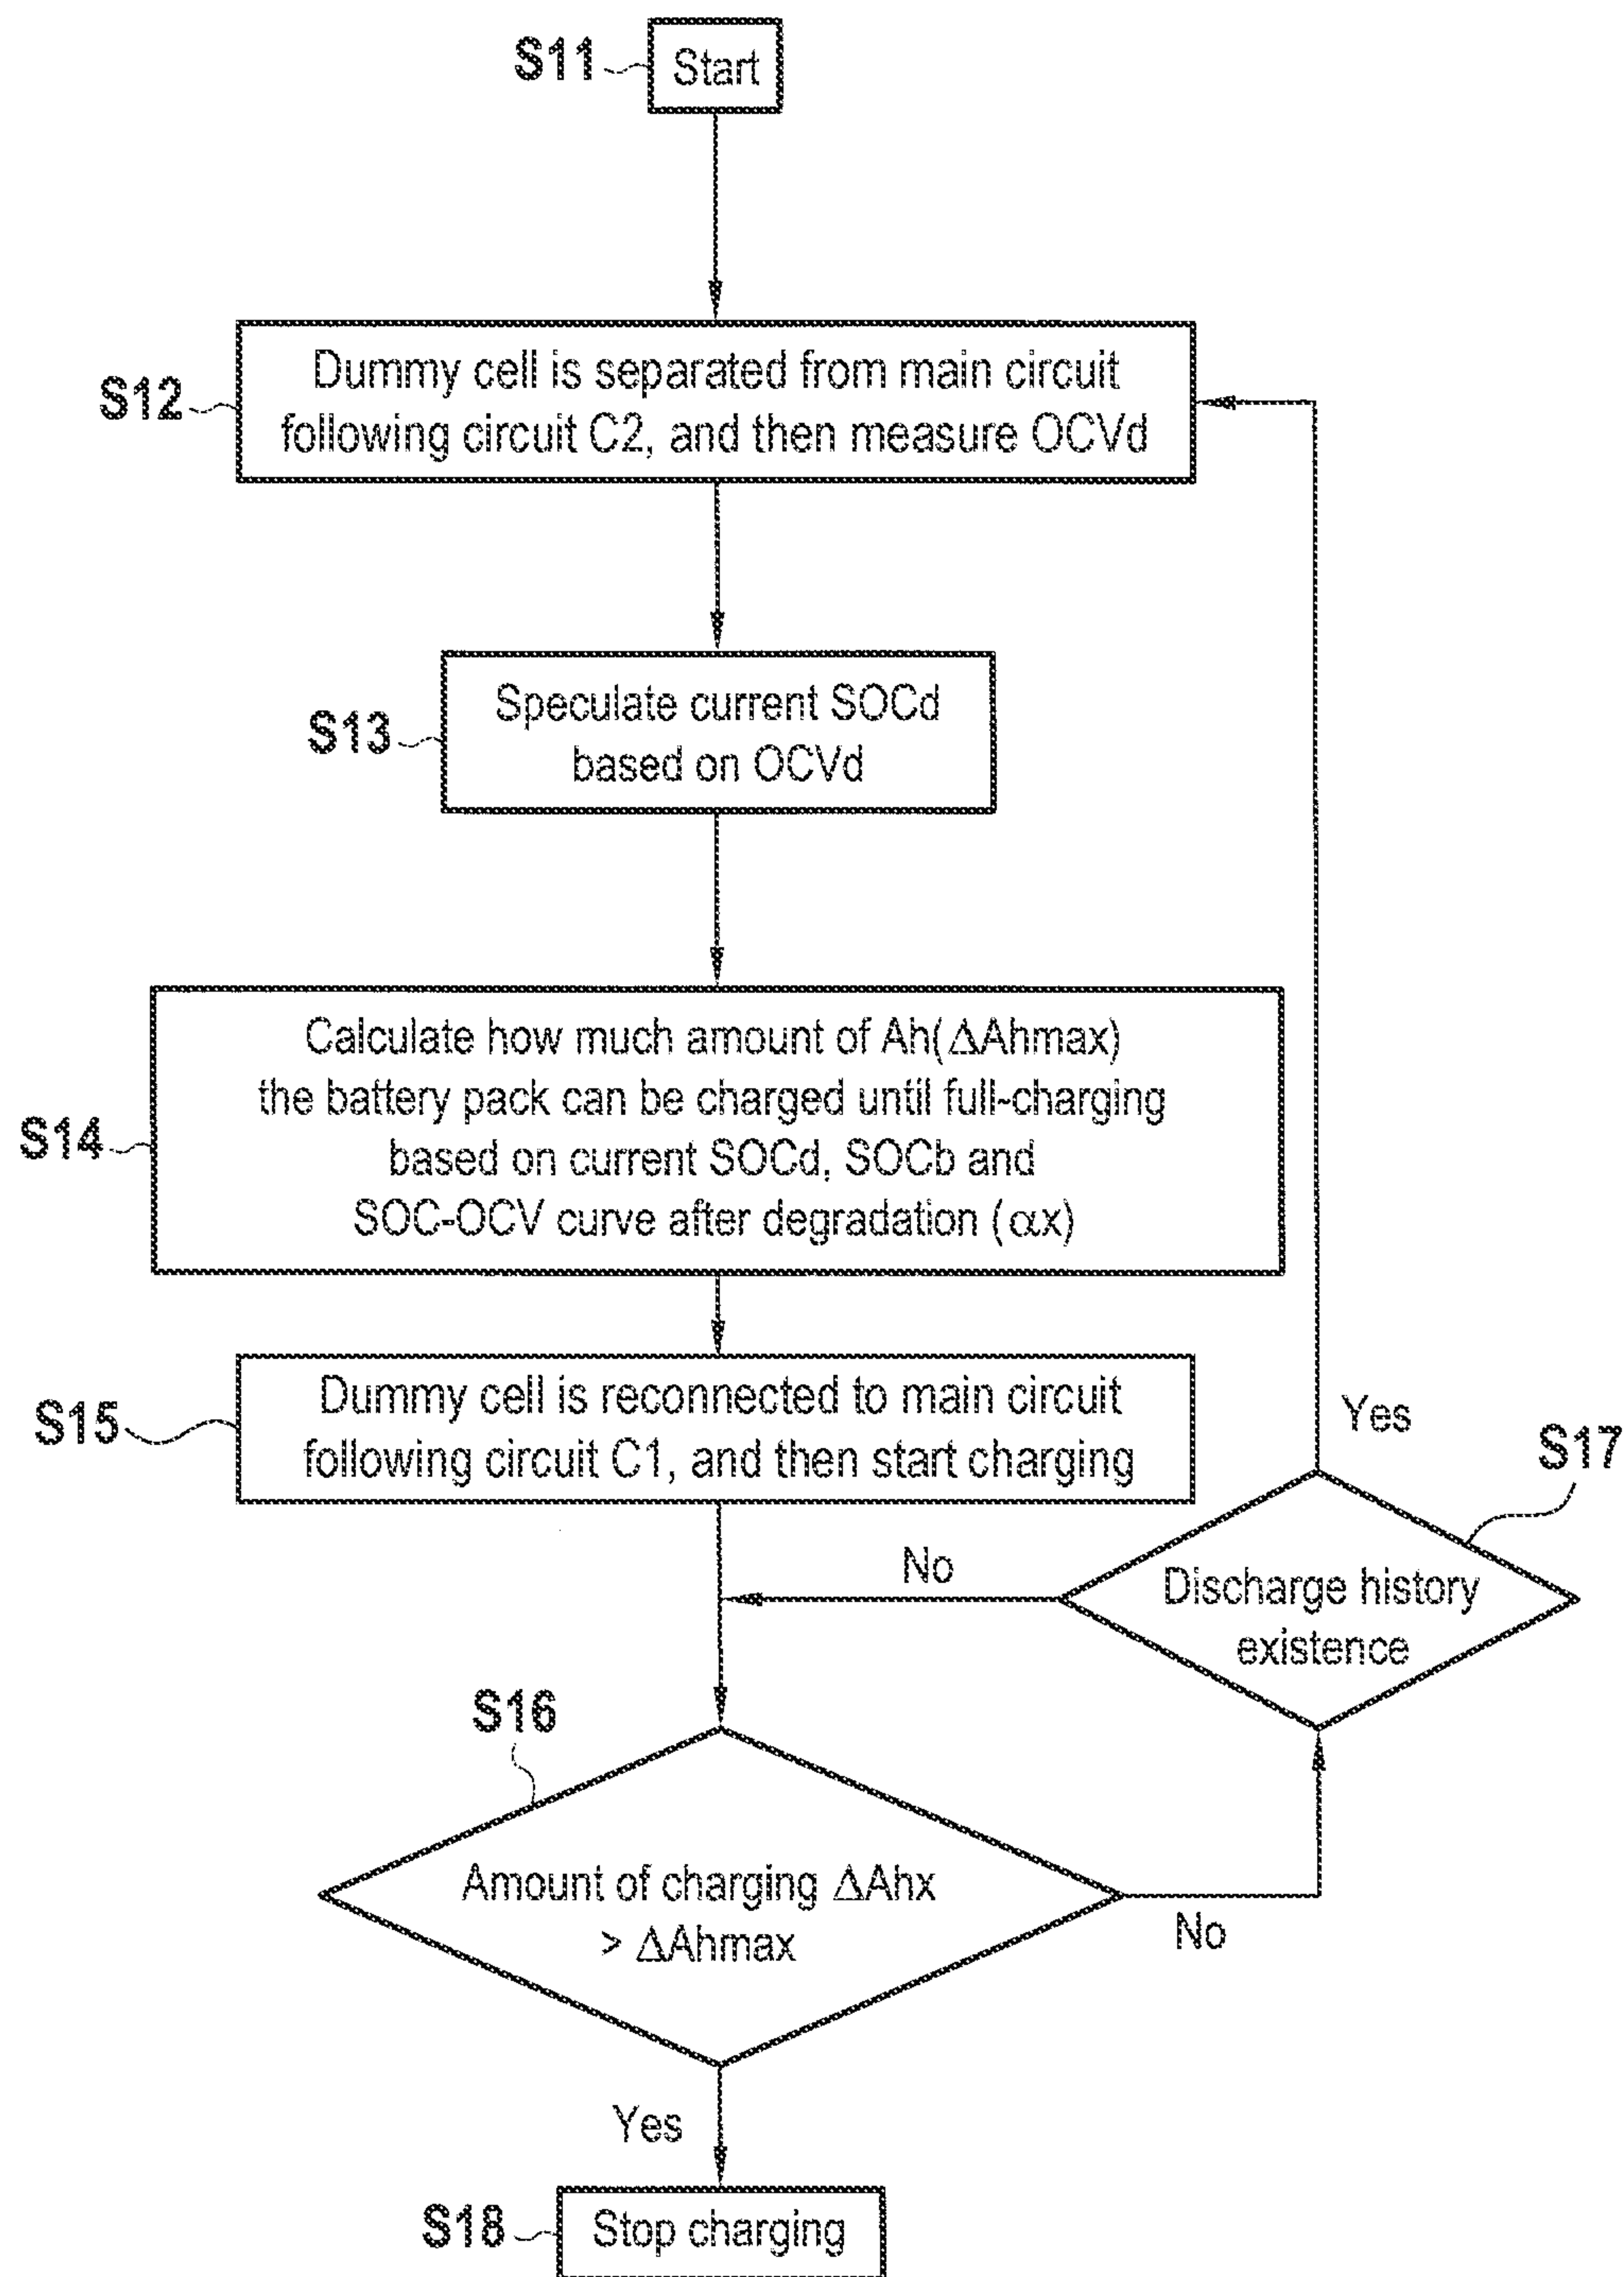 S11
Start
S12
Dummy cell is separated from main circuit
following circuit C2, and then measure OCVd
S13
Speculate current SOCd
based on OCVd
S14
Calculate how much amount of Ah(ΔAhmax)
the battery pack can be charged until full-charging
based on current SOCd, SOCb and
SOC-OCV curve after degradation (αx)
S15
Dummy cell is reconnected to main circuit
following circuit C1, and then start charging
Yes
S17
No
Discharge history
existence
S16
Amount of charging ΔAhx
> ΔAhmax
No
Yes
S18
Stop charging